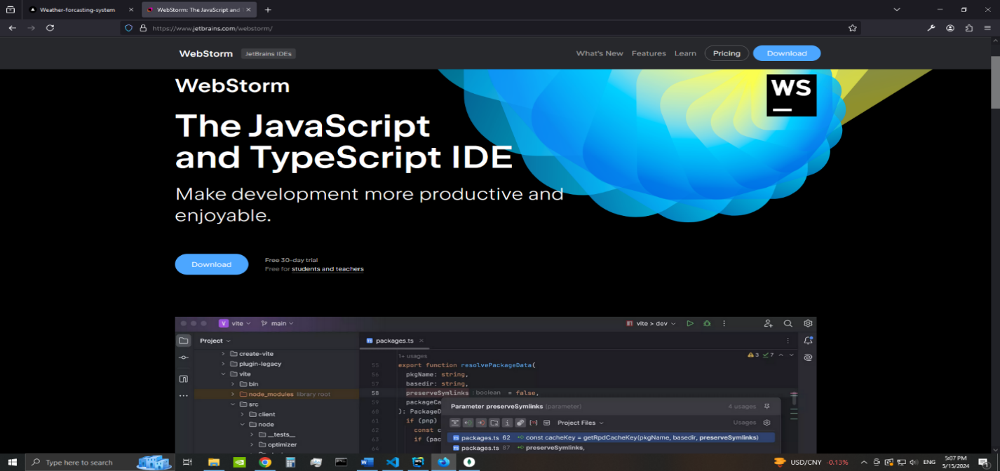 Weather-forcasting-system
WebStorm: The JavaScript and T
https://www.jetbrains.com/webstorm/
WebStorm JetBrains IDEs What's New Features Learn Pricing Download
WebStorm
WS
The JavaScript
and TypeScript IDE
Make development more productive and
enjoyable.
Download
Free 30-day trial
Free for students and teachers
V vite main vite > dev
Project
packages.ts
create-vite
plugin-legacy
vite
bin
node_modules library root
src
client
node
__tests__
optimizer
1+ usages
3 7
55 export function resolvePackageData(
56 pkgName: string,
57 basedir: string,
58 preserveSymlinks : boolean = false,
59 packageCa
60 ): PackageD
61 if (pnp)
62 const c
63 if (pac
64
Parameter preserveSymlinks (parameter) 4 usages
Project Files Usages
packages.ts 62 const cacheKey = getRpdCacheKey(pkgName, basedir, preserveSymlinks)
packages.ts 87 preserveSymlinks,
Type here to search
USD/CNY -0.13%
ENG
5:07 PM
5/15/2024